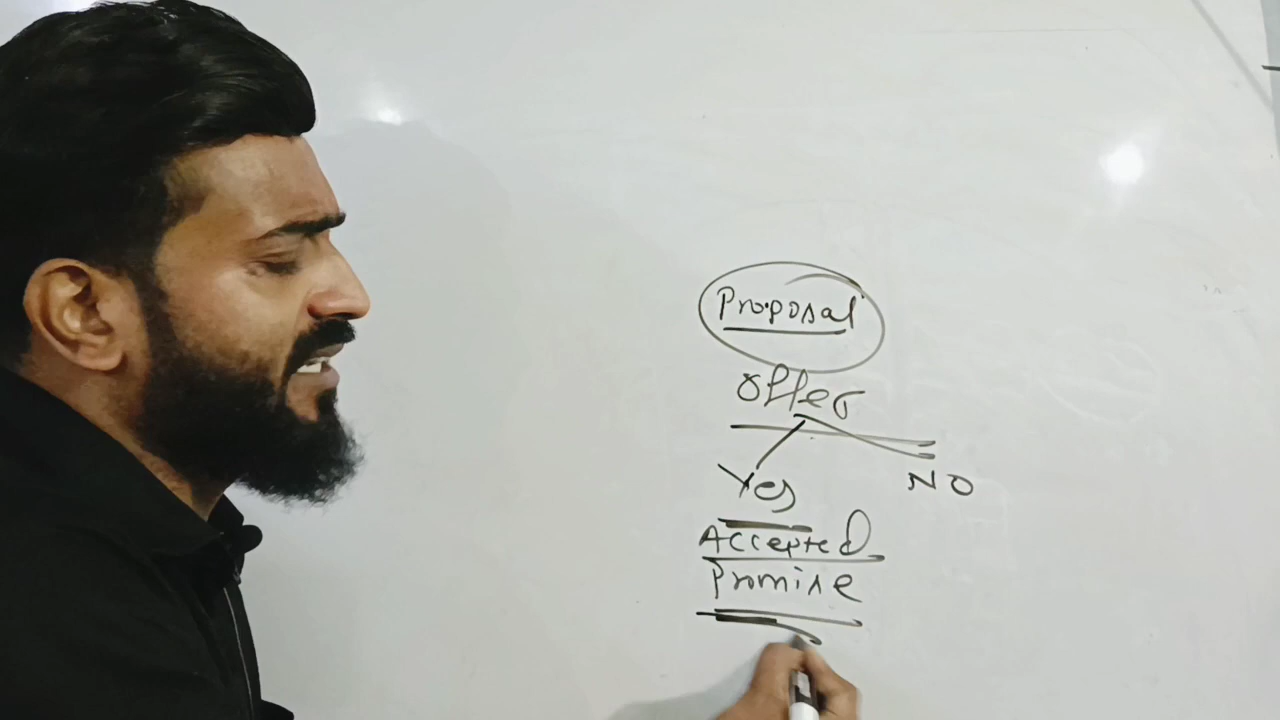 Proposal
offer
Yes NO
Accepted
Promise